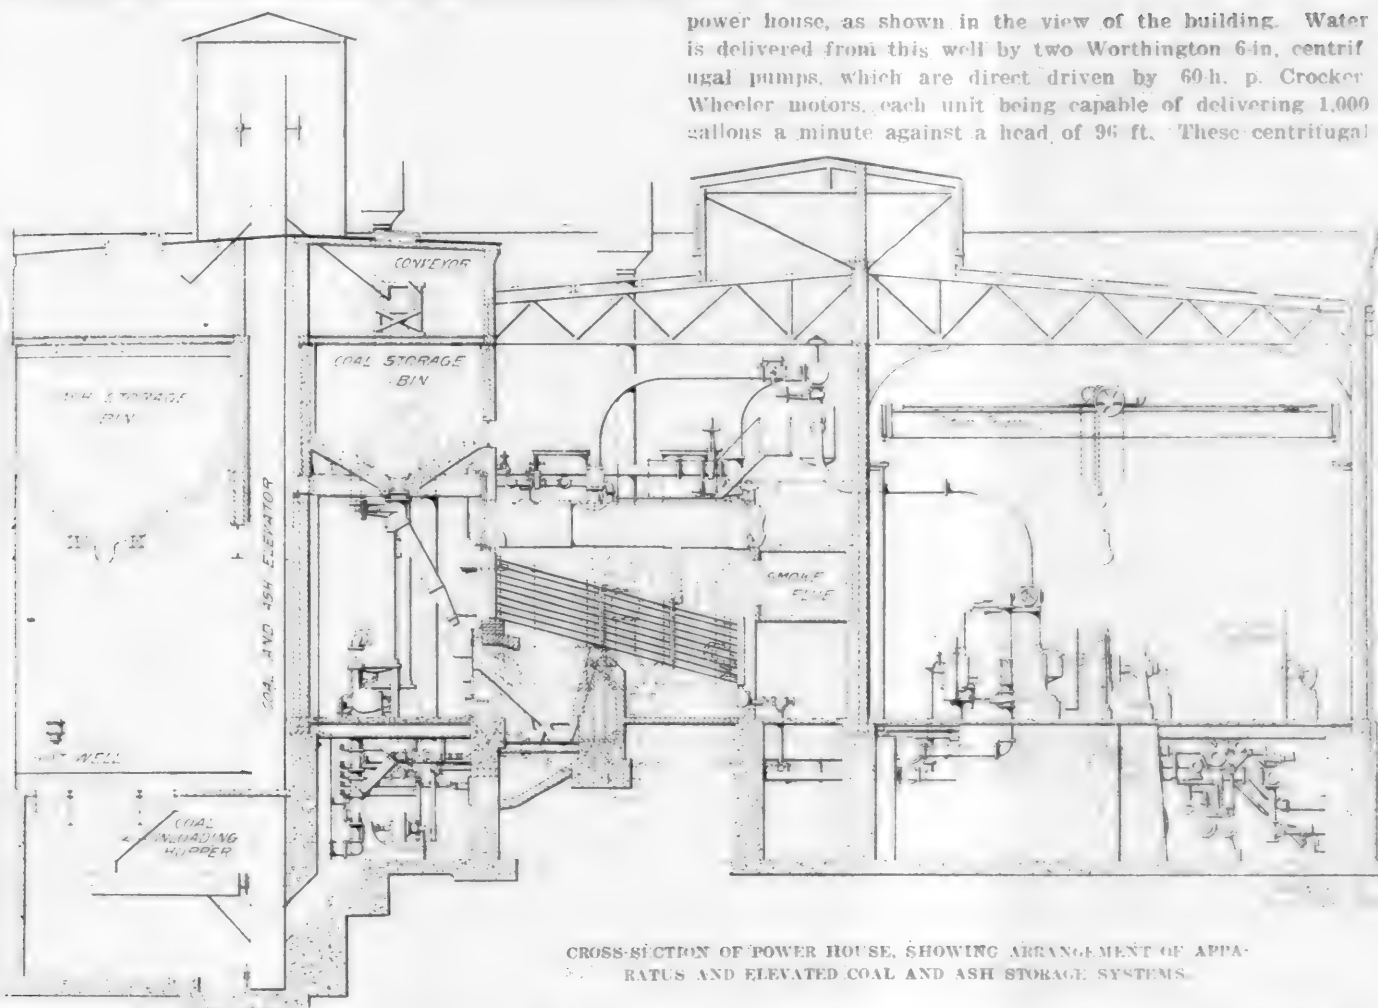 power house, as shown in the view of the building. Water
is delivered from this well by two Worthington 6-in. centrif
ugal pumps, which are direct driven by 60-h. p. Crocker
Wheeler motors, each unit being capable of delivering 1,000
gallons a minute against a head of 96 ft. These centrifugal
CONVEYOR
COAL STORAGE
BIN
ASH STORAGE
BIN
COAL AND ASH ELEVATOR
SMOKE
FLUE
WELL
COAL
UNLOADING
HOPPER
CROSS-SECTION OF POWER HOUSE, SHOWING ARRANGEMENT OF APPA-
RATUS AND ELEVATED COAL AND ASH STORAGE SYSTEMS.